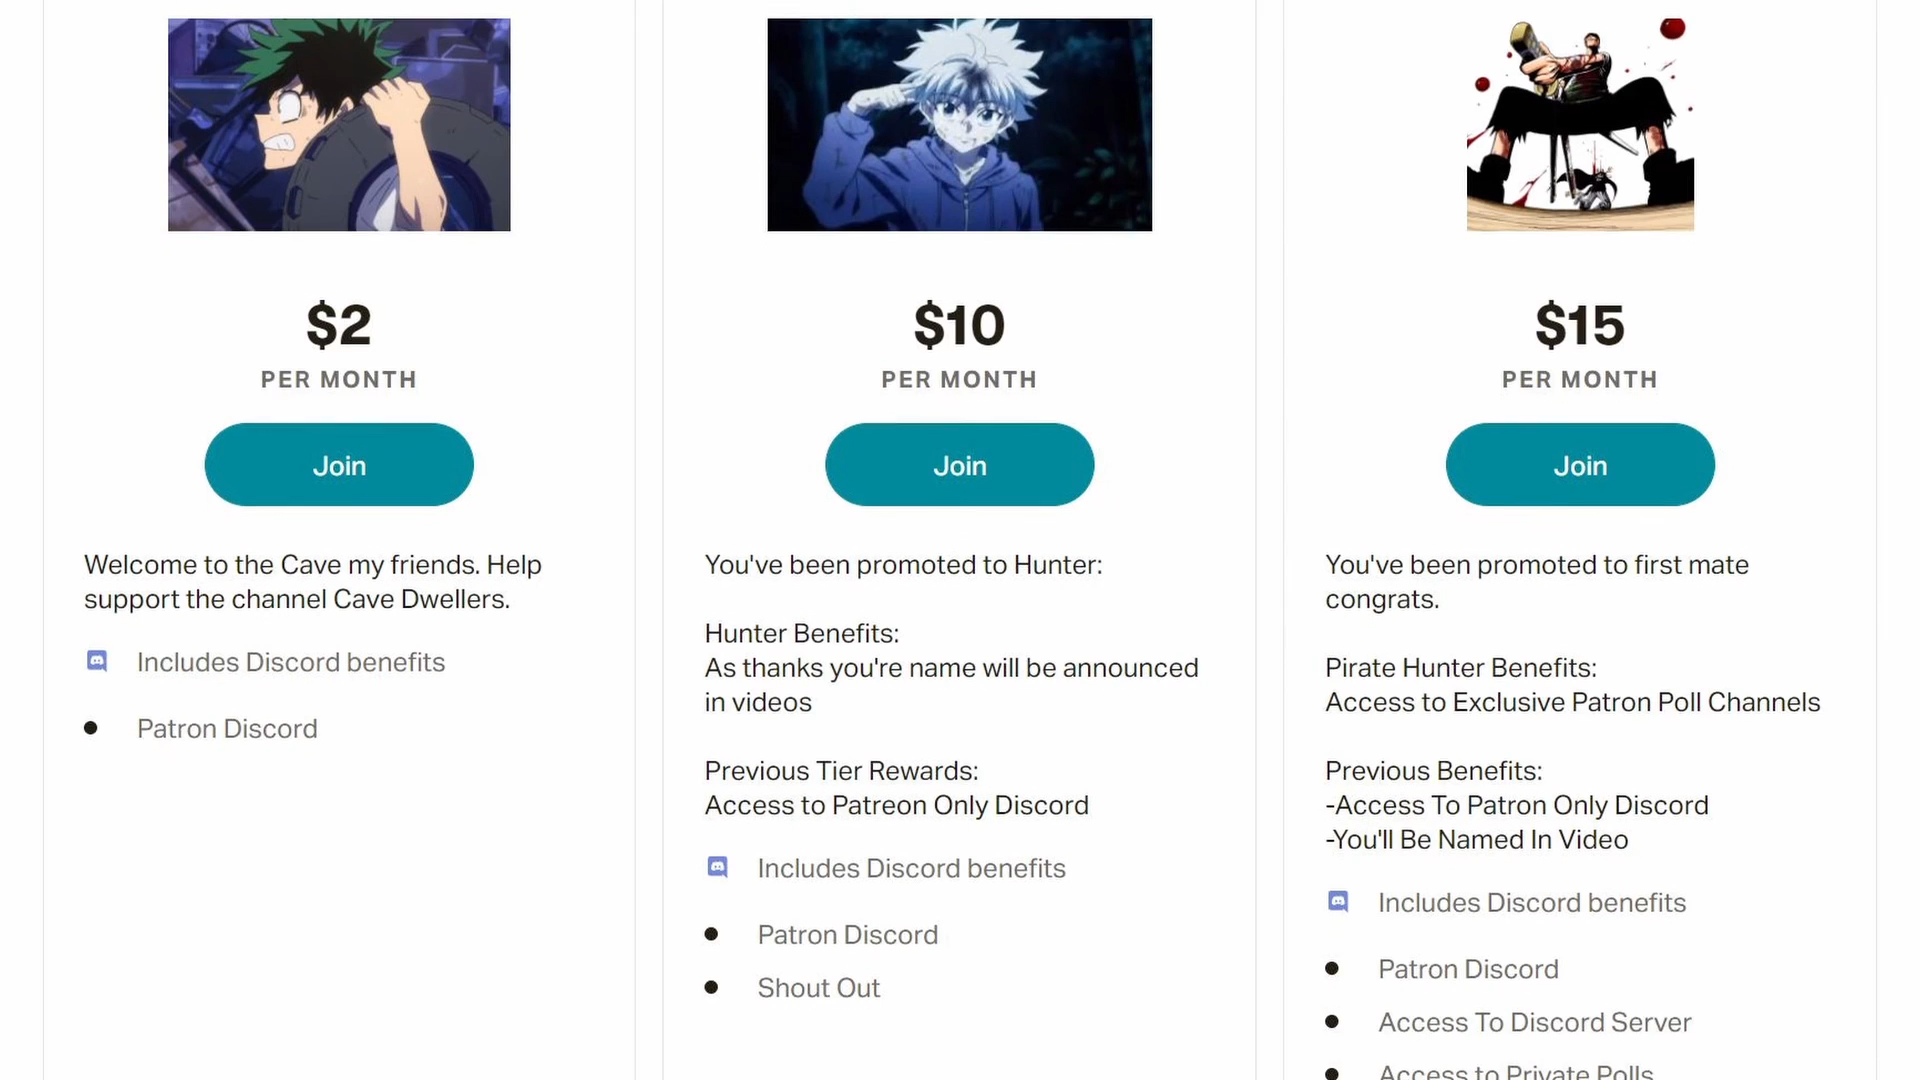 $2
PER MONTH
Join
Welcome to the Cave my friends. Help
support the channel Cave Dwellers.
Includes Discord benefits
Patron Discord
$10
PER MONTH
Join
You've been promoted to Hunter:
Hunter Benefits:
As thanks you're name will be announced
in videos
Previous Tier Rewards:
Access to Patreon Only Discord
Includes Discord benefits
Patron Discord
Shout Out
$15
PER MONTH
Join
You've been promoted to first mate
congrats.
Pirate Hunter Benefits:
Access to Exclusive Patron Poll Channels
Previous Benefits:
-Access To Patron Only Discord
-You'll Be Named In Video
Includes Discord benefits
Patron Discord
Access To Discord Server
Access to Private Polls